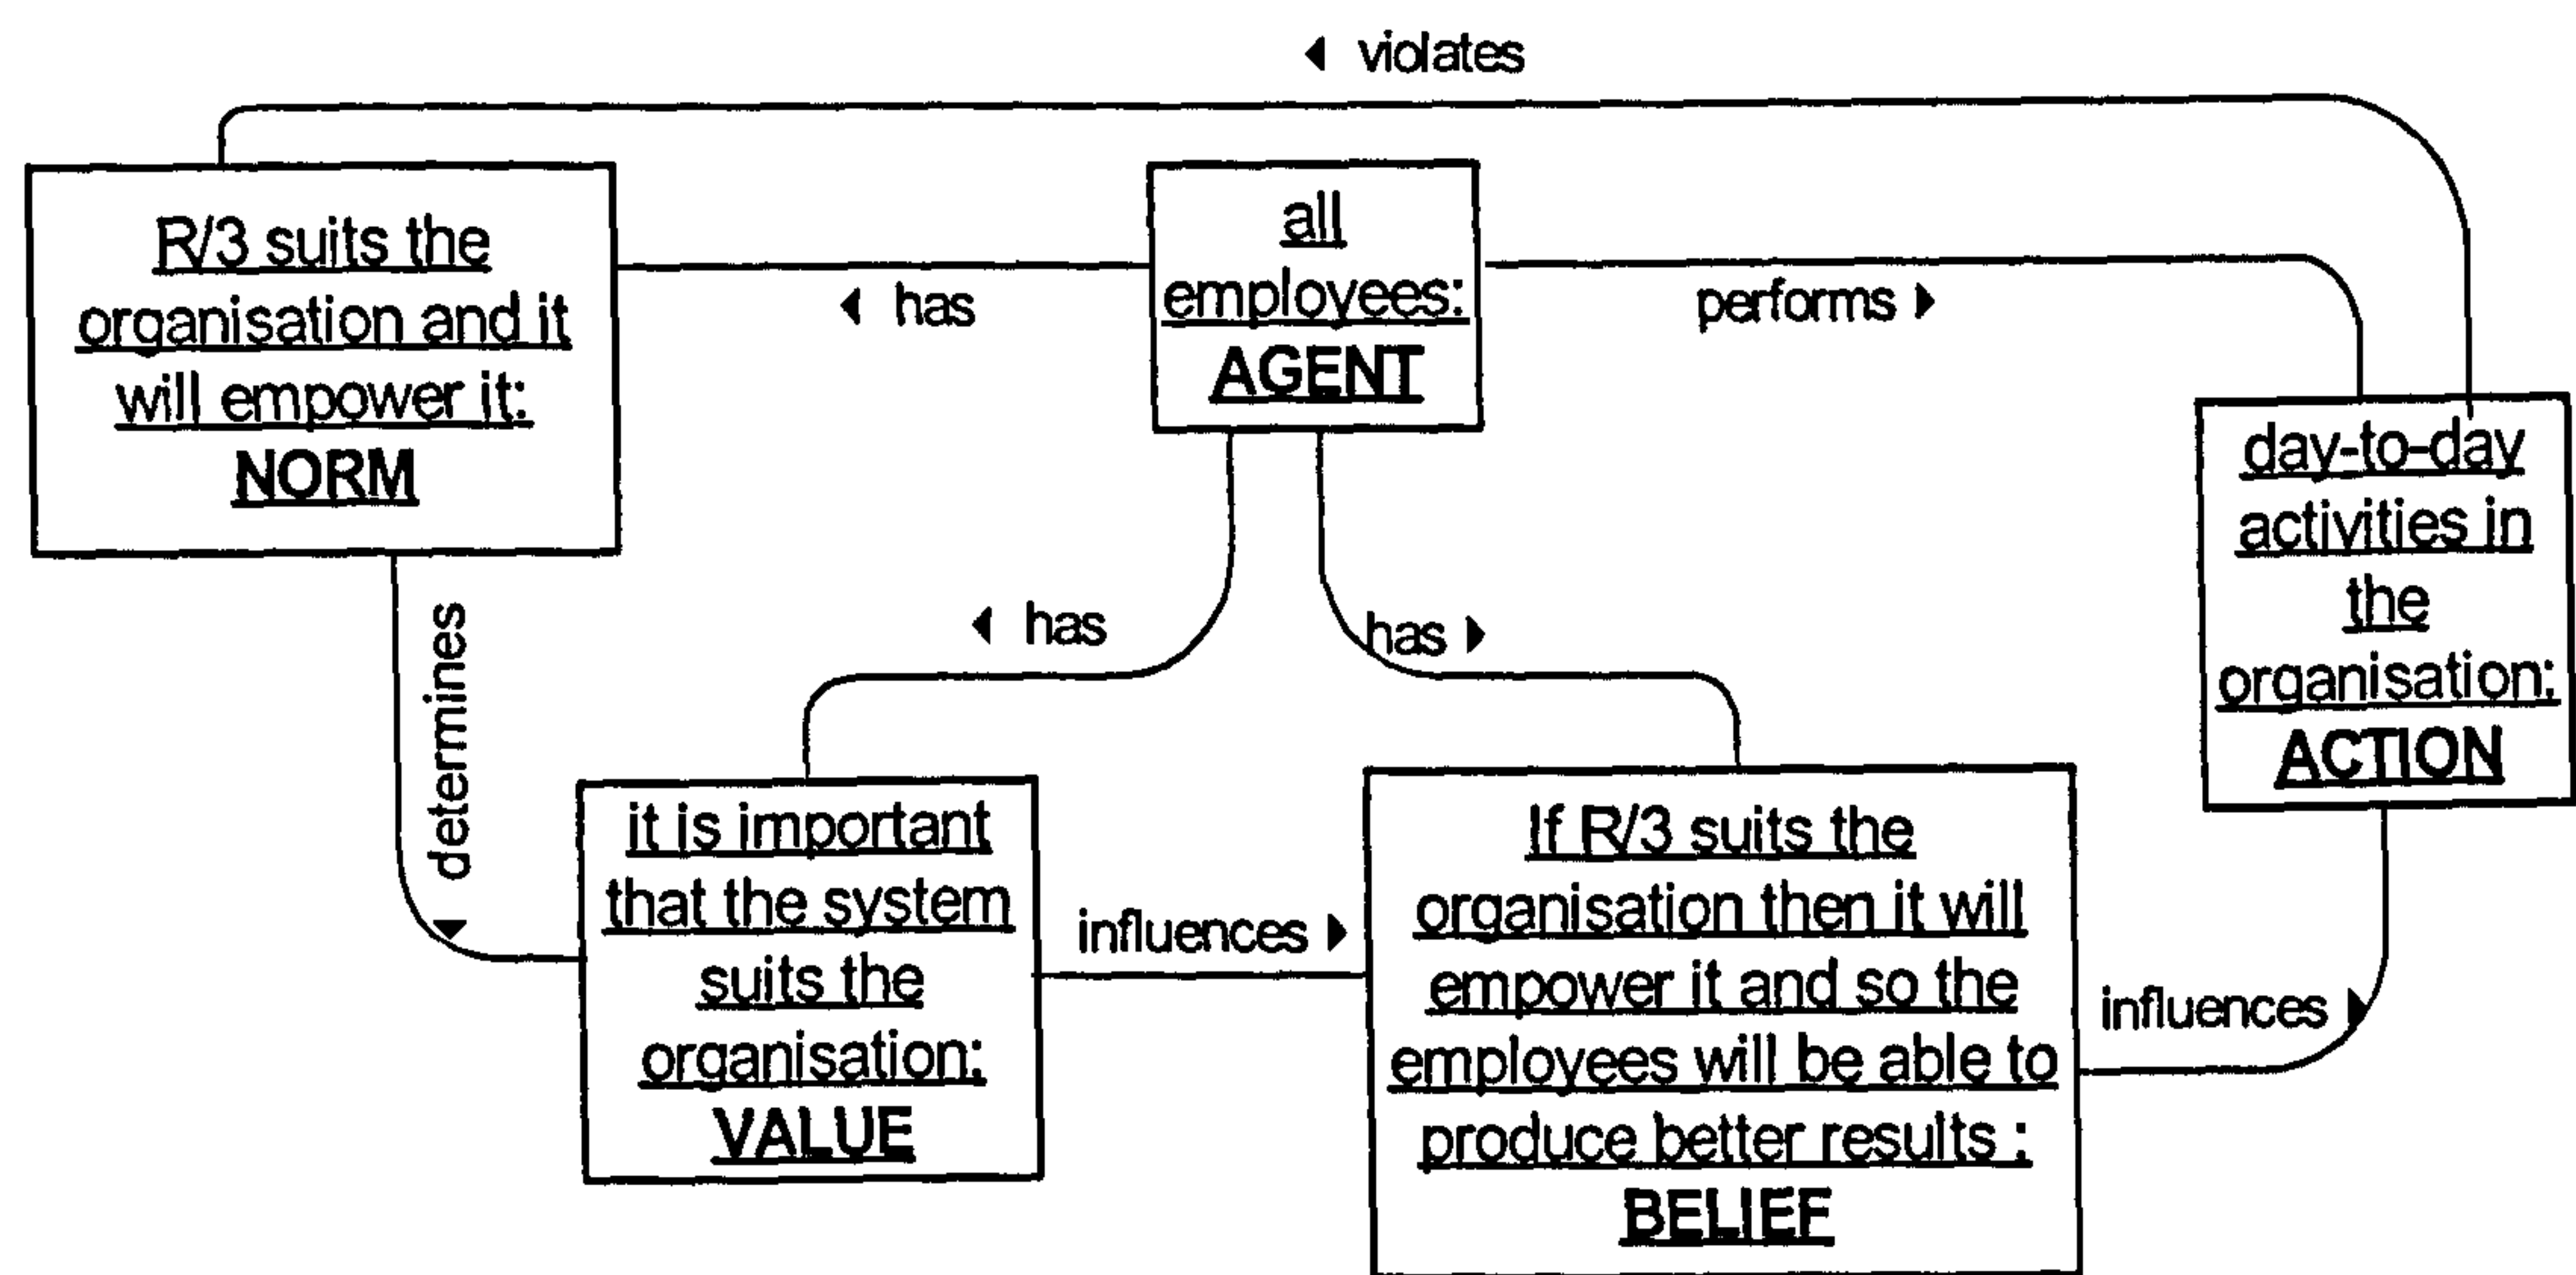 ◄ violates
R/3 suits the
organisation and it
will empower it:
NORM
◄ has
all
employees:
AGENT
performs ►
day-to-day
activities in
the
organisation:
ACTION
determines ▼
◄ has
has ►
it is important
that the system
suits the
organisation:
VALUE
influences ►
If R/3 suits the
organisation then it will
empower it and so the
employees will be able to
produce better results :
BELIEF
influences ►